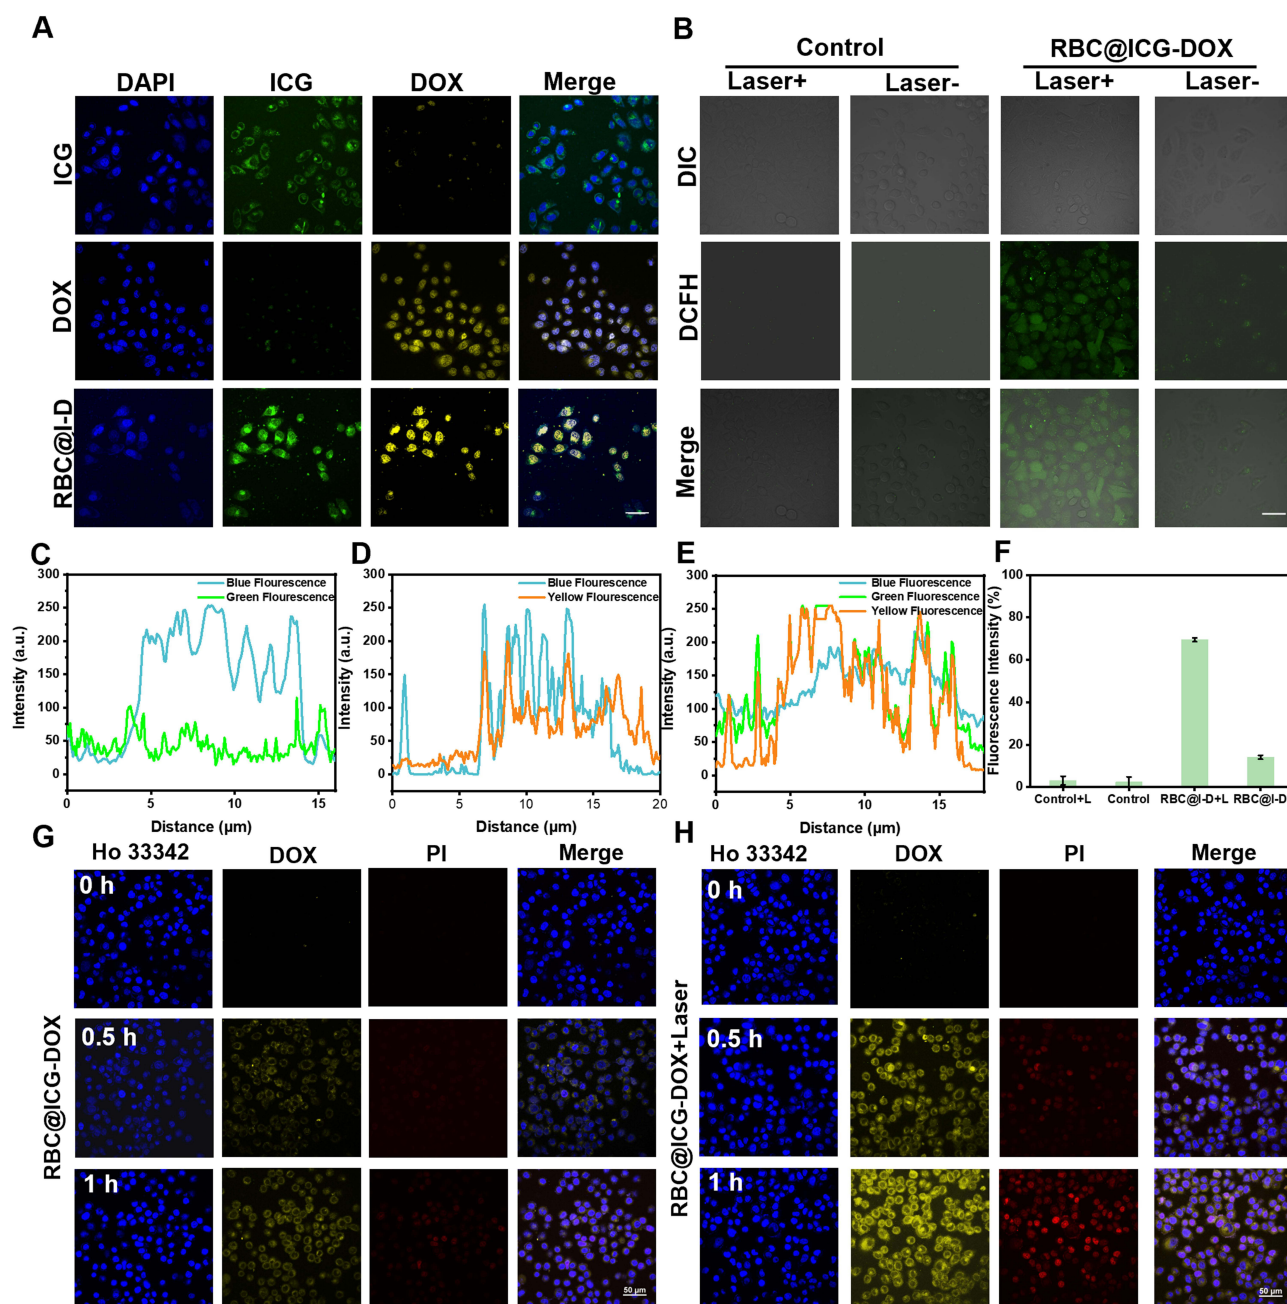 A
DAPI ICG DOX Merge
ICG
DOX
RBC@I-D
B
Control RBC@ICG-DOX
Laser+ Laser- Laser+ Laser-
DIC
DCFH
Merge
C
Blue Flourescence
Green Flourescence
300
250
200
150
100
50
0
Intensity (a.u.)
0 5 10 15
Distance (µm)
D
Blue Flourescence
Yellow Flourescence
300
250
200
150
100
50
0
Intensity (a.u.)
0 5 10 15 20
Distance (µm)
E
Blue Fluorescence
Green Fluorescence
Yellow Fluorescence
300
250
200
150
100
50
0
Intensity (a.u.)
0 5 10 15
Distance (µm)
F
100
80
60
40
20
0
Fluorescence Intensity (%)
Control+L Control RBC@I-D+L RBC@I-D
G
Ho 33342 DOX PI Merge
0 h
0.5 h
1 h
RBC@ICG-DOX
50 µm
H
Ho 33342 DOX PI Merge
0 h
0.5 h
1 h
RBC@ICG-DOX+Laser
50 µm